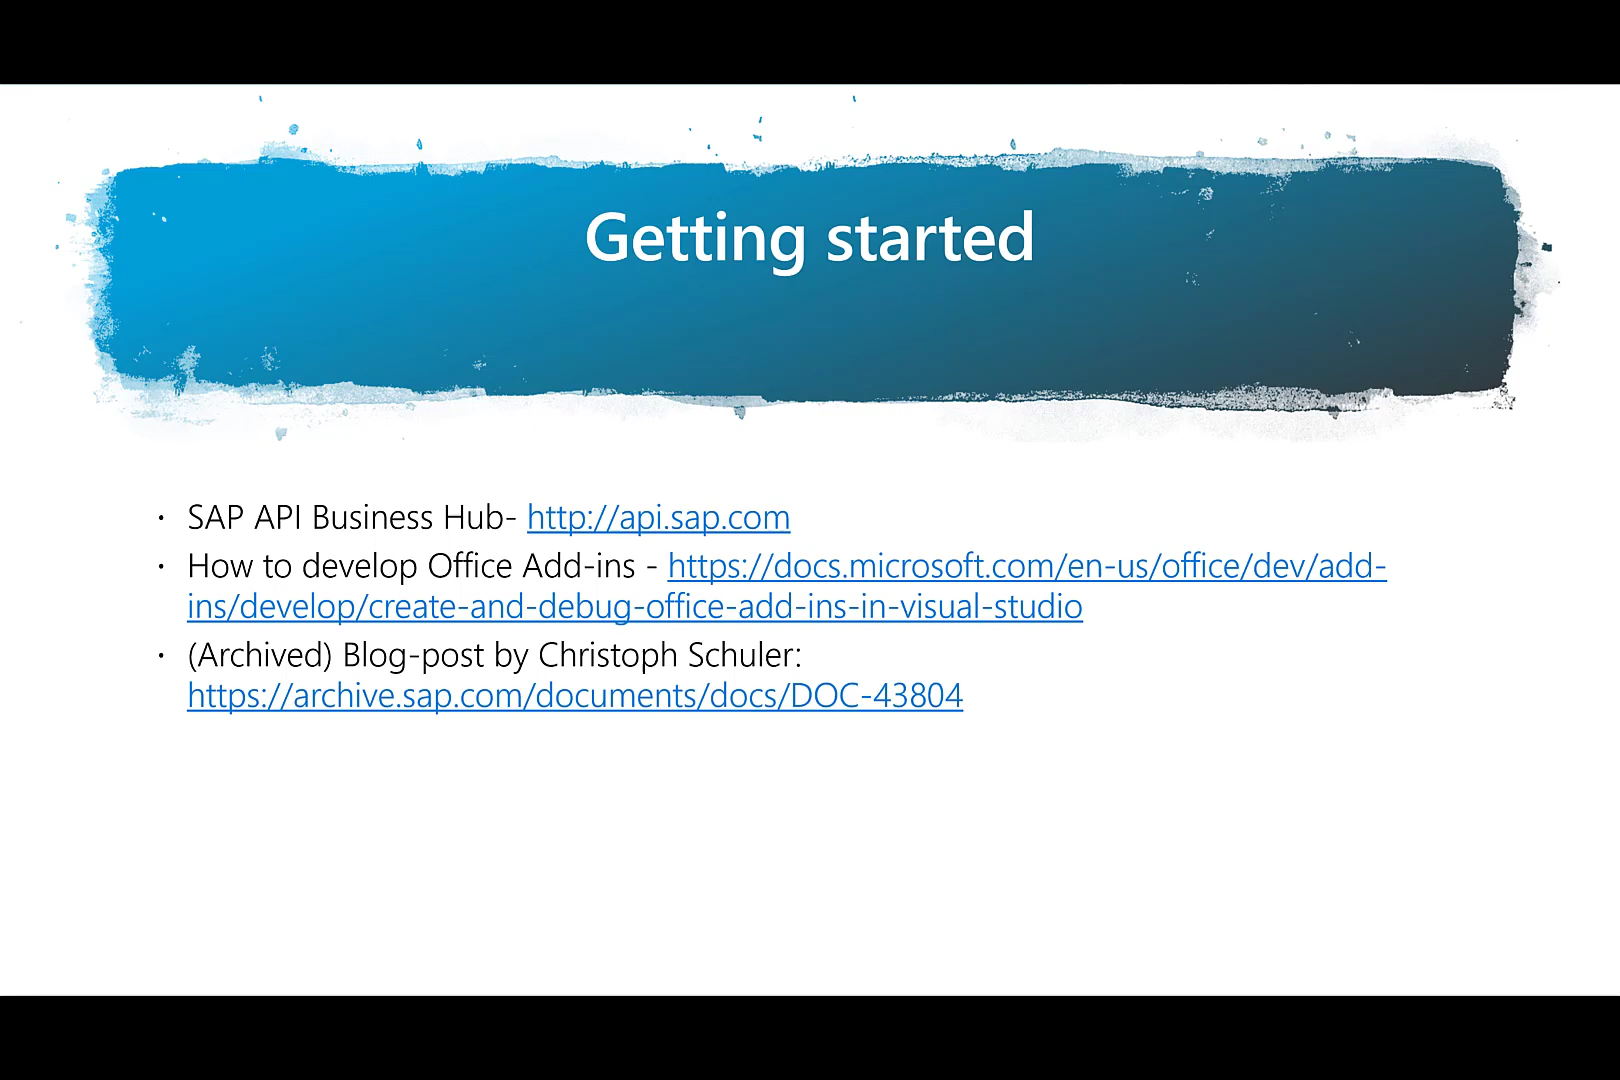 Getting started
· SAP API Business Hub- http://api.sap.com
· How to develop Office Add-ins - https://docs.microsoft.com/en-us/office/dev/add-
ins/develop/create-and-debug-office-add-ins-in-visual-studio
· (Archived) Blog-post by Christoph Schuler:
https://archive.sap.com/documents/docs/DOC-43804